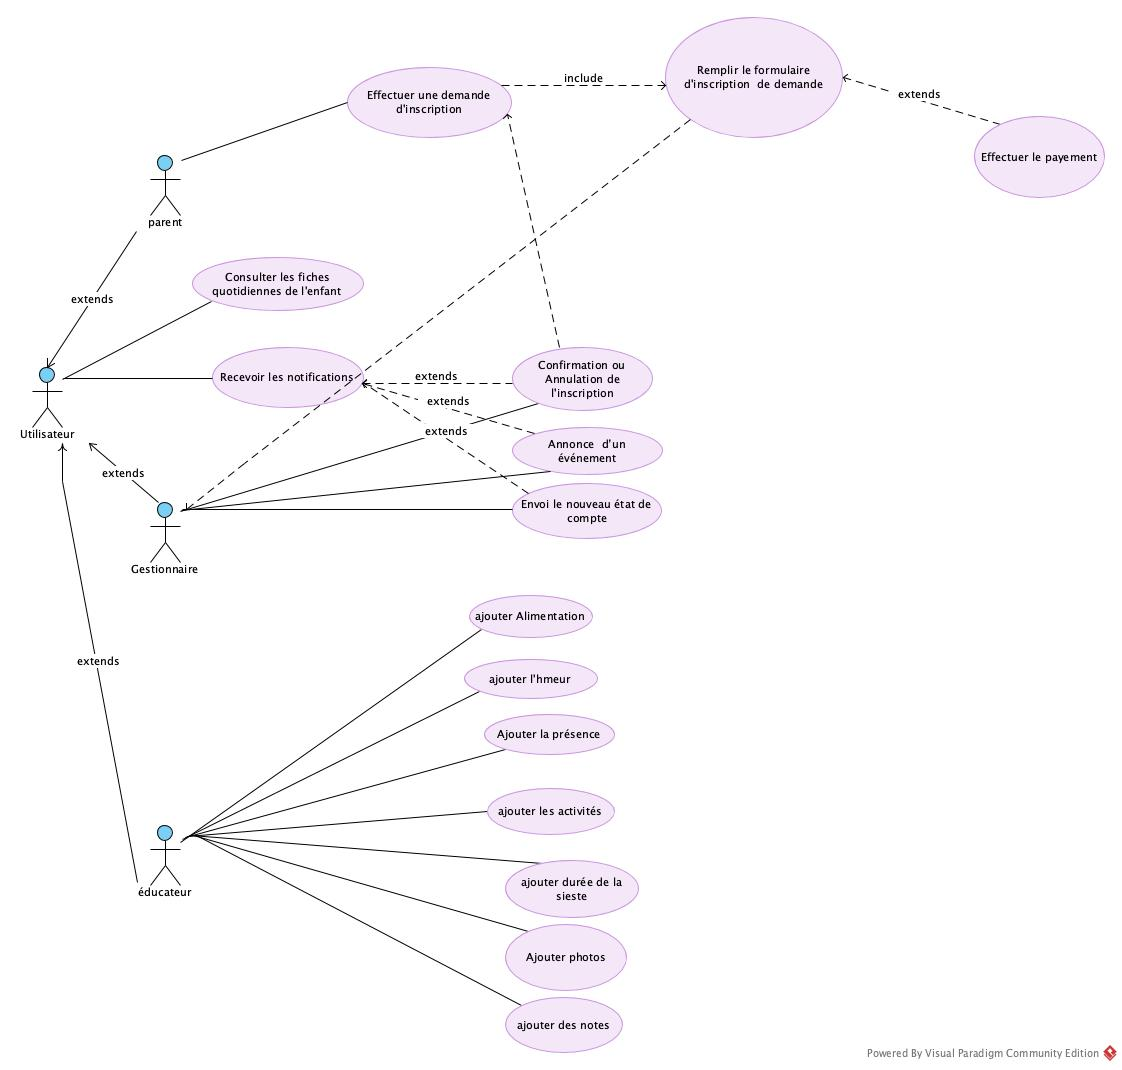 Remplir le formulaire
d'inscription  de demande
include
Effectuer une demande
d'inscription
extends
Effectuer le payement
parent
Consulter les fiches
quotidiennes de l'enfant
extends
Recevoir les notifications
extends
Confirmation ou
Annulation de
l'inscription
extends
extends
Utilisateur
Annonce  d'un
événement
extends
Envoi le nouveau état de
compte
Gestionnaire
ajouter Alimentation
extends
ajouter l'hmeur
Ajouter la présence
ajouter les activités
éducateur
ajouter durée de la
sieste
Ajouter photos
ajouter des notes
Powered By Visual Paradigm Community Edition